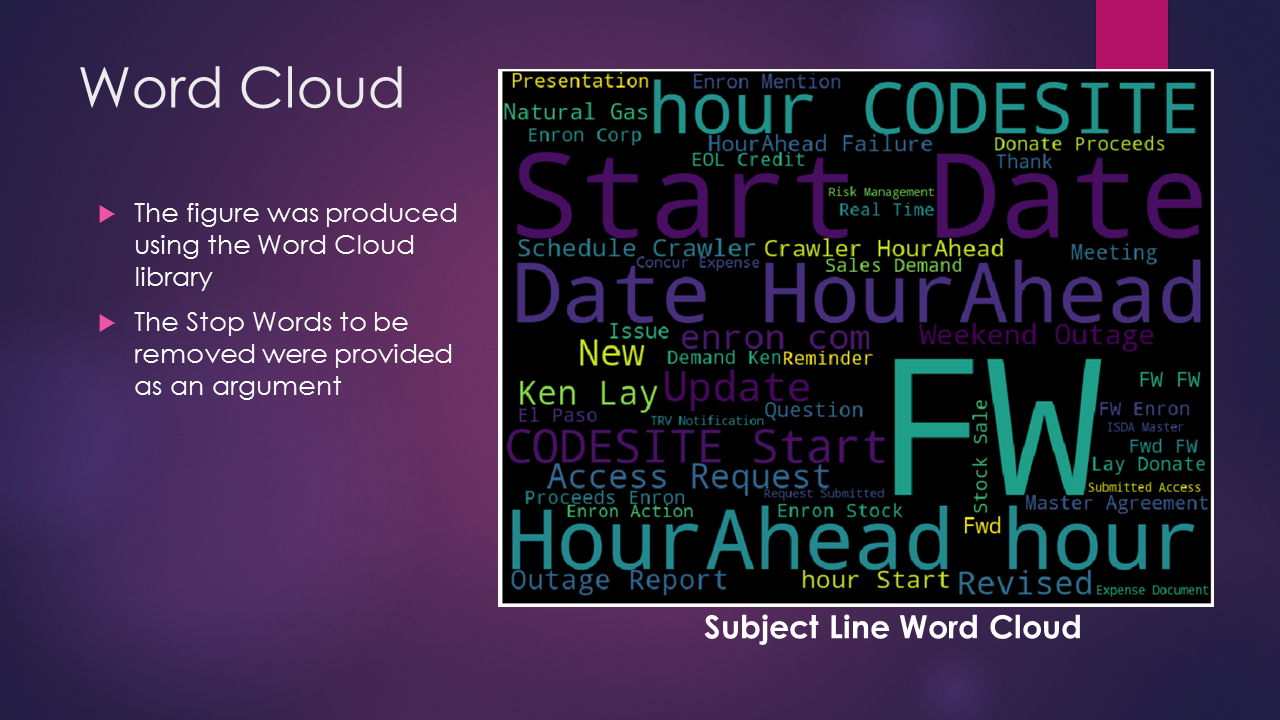 Word Cloud
The figure was produced
using the Word Cloud
library
The Stop Words to be
removed were provided
as an argument
Presentation
Enron Mention
hour CODESITE
Natural Gas
Enron Corp
HourAhead Failure
Donate Proceeds
EOL Credit
Thank
Start Date
Risk Management
Real Time
Schedule Crawler
Crawler HourAhead
Meeting
Concur Expense
Sales Demand
Date HourAhead
Issue
enron com
Weekend Outage
New
Demand Ken
Reminder
FW
FW FW
Ken Lay
Update
El Paso
TRV Notification
Question
Stock Sale
FW Enron
ISDA Master
CODESITE Start
Fwd FW
Lay Donate
Access Request
Submitted Access
Proceeds Enron
Request Submitted
Master Agreement
Enron Action
Enron Stock
Fwd
HourAhead hour
Outage Report
hour Start
Revised
Expense Document
Subject Line Word Cloud